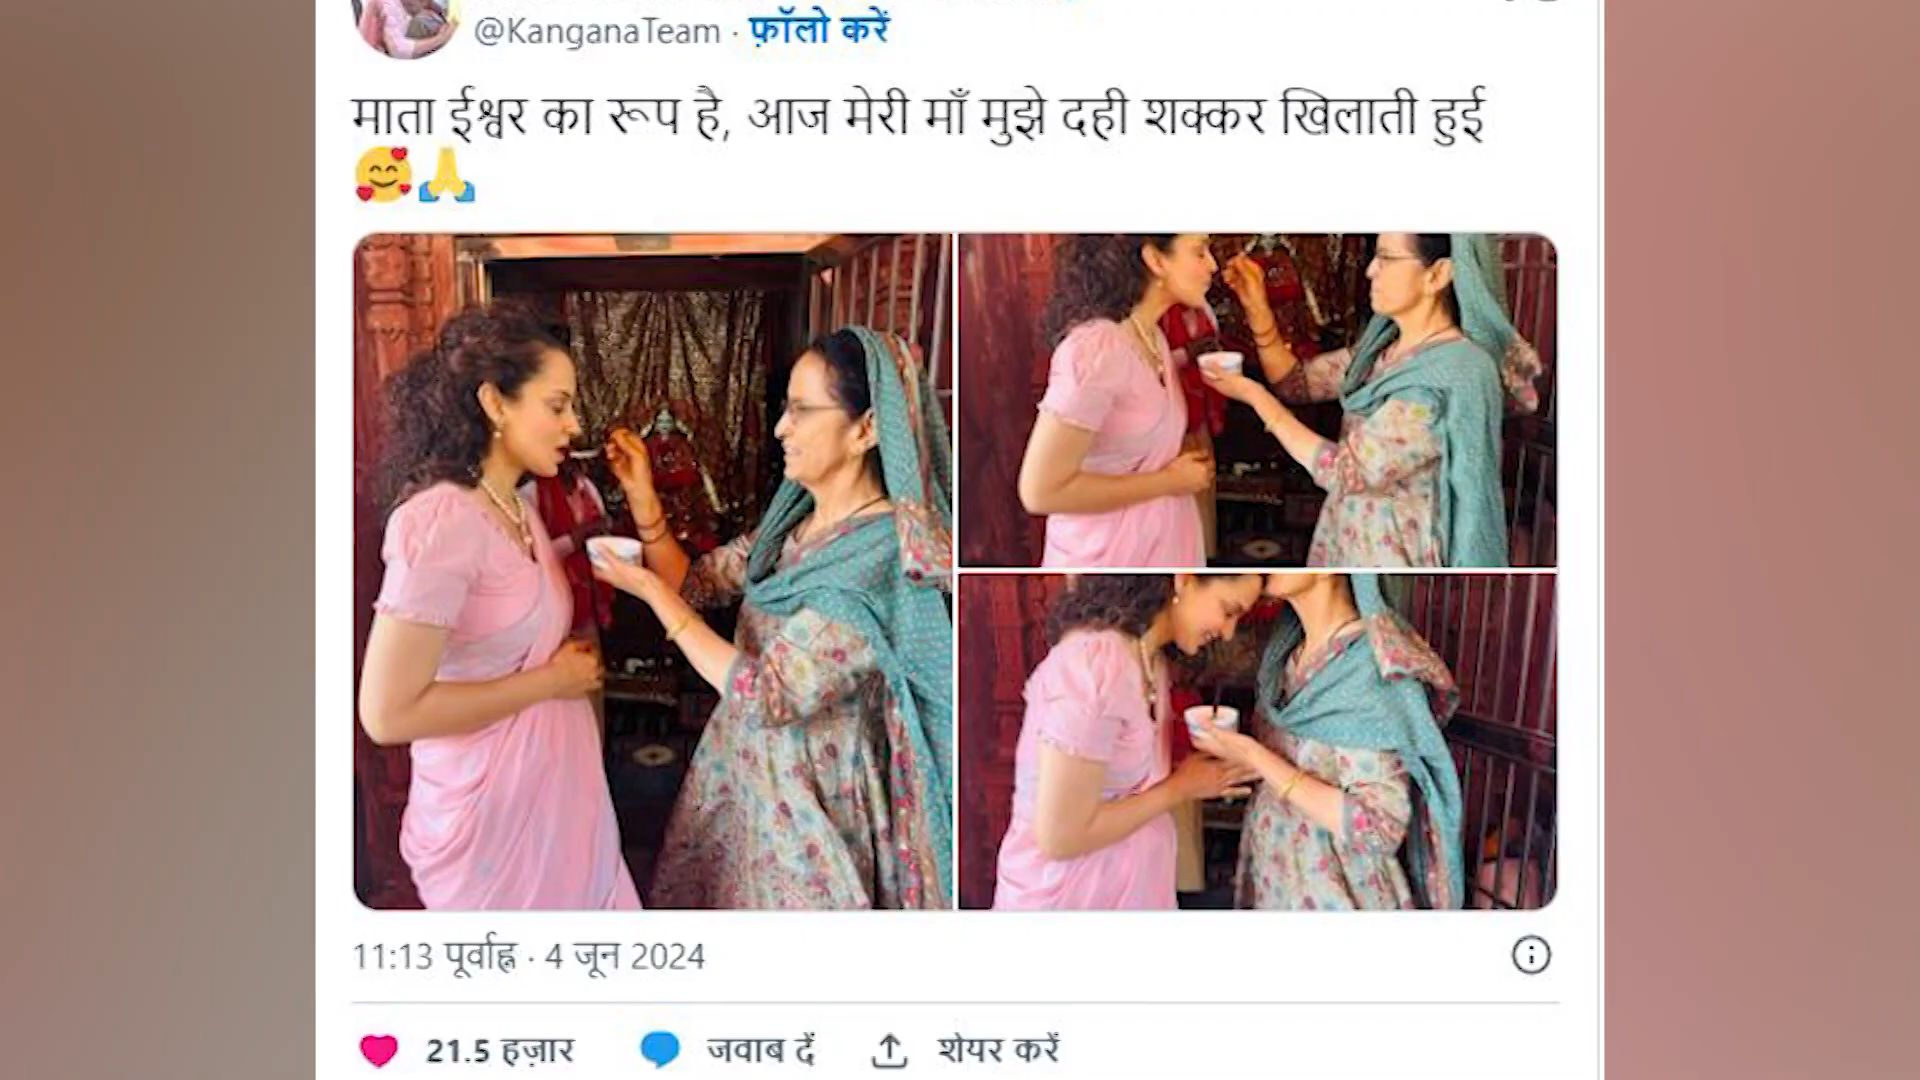 @KanganaTeam · फ़ॉलो करें
माता ईश्वर का रूप है, आज मेरी माँ मुझे दही शक्कर खिलाती हुई
🥰🙏
11:13 पूर्वाह्न · 4 जून 2024
21.5 हज़ार जवाब दें शेयर करें